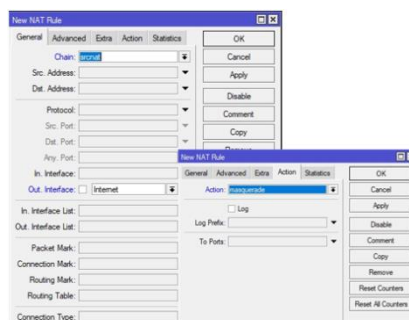 New NAT Rule
General Advanced Extra Action Statistics
OK
Chain: srcnat
Cancel
Src. Address:
Apply
Dst. Address:
Disable
Protocol:
Comment
Src. Port:
Copy
Dst. Port:
Any. Port:
In. Interface:
Out. Interface: Internet
In. Interface List:
Out. Interface List:
Packet Mark:
Connection Mark:
Routing Mark:
Routing Table:
Connection Type:
New NAT Rule
General Advanced Extra Action Statistics
OK
Action: masquerade
Cancel
Log
Apply
Log Prefix:
Disable
To Ports:
Comment
Copy
Remove
Reset Counters
Reset All Counters